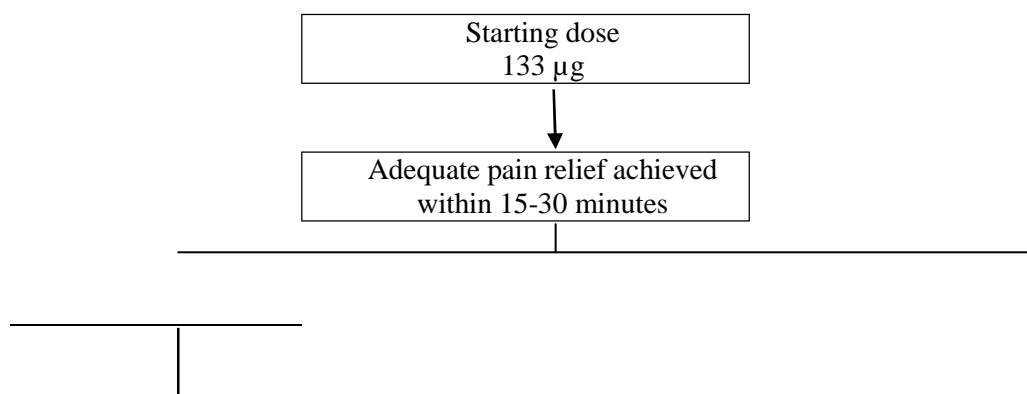 Starting dose
133 µg
Adequate pain relief achieved
within 15-30 minutes